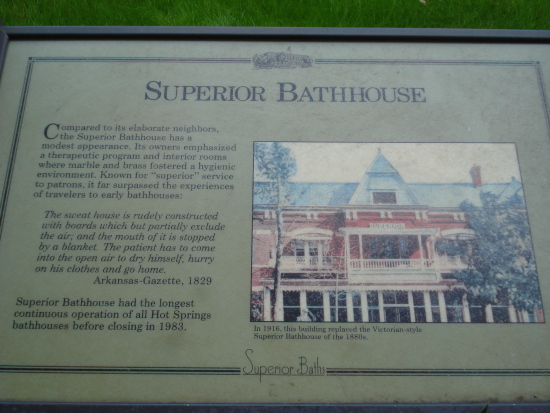 SUPERIOR BATHHOUSE
Compared to its elaborate neighbors,
the Superior Bathhouse has a
modest appearance. Its owners emphasized
a therapeutic program and interior rooms
where marble and brass fostered a hygienic
environment. Known for "superior" service
to patrons, it far surpassed the experiences
of travelers to early bathhouses:
The sweat house is rudely constructed
with boards which but partially exclude
the air; and the mouth of it is stopped
by a blanket. The patient has to come
into the open air to dry himself, hurry
on his clothes and go home.
Arkansas-Gazette, 1829
Superior Bathhouse had the longest
continuous operation of all Hot Springs
bathhouses before closing in 1983.
In 1916, this building replaced the Victorian-style
Superior Bathhouse of the 1880s.
Superior Baths